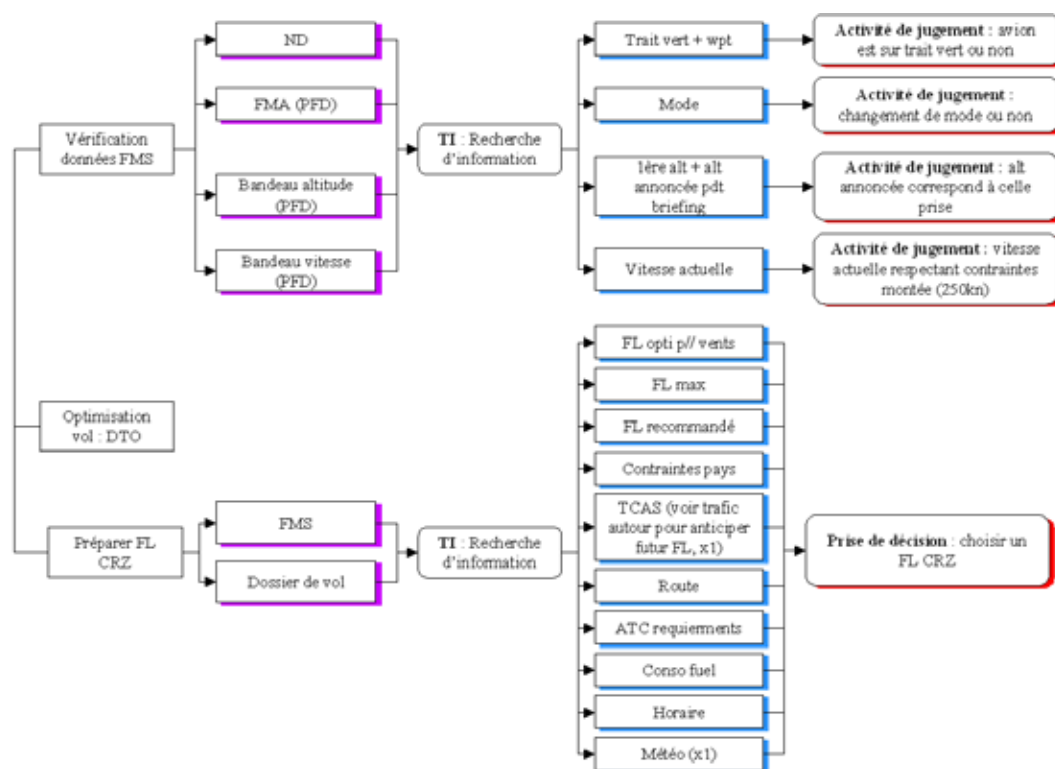 ND
FMA (PFD)
Vérification
données FMS
Bandeau altitude
(PFD)
Bandeau vitesse
(PFD)
TI : Recherche
d'information
Trait vert + wpt
Mode
1ère alt + alt
annoncée pdt
briefing
Vitesse actuelle
Activité de jugement : avion
est sur trait vert ou non
Activité de jugement :
changement de mode ou non
Activité de jugement : alt
annoncée correspond à celle
prise
Activité de jugement : vitesse
actuelle respectant contraintes
montée (250kn)
Optimisation
vol : DTO
Préparer FL
CRZ
FMS
Dossier de vol
TI : Recherche
d'information
FL opti p// vents
FL max
FL recommandé
Contraintes pays
TCAS (voir trafic
autour pour anticiper
futur FL, x1)
Route
ATC requierments
Conso fuel
Horaire
Météo (x1)
Prise de décision : choisir un
FL CRZ